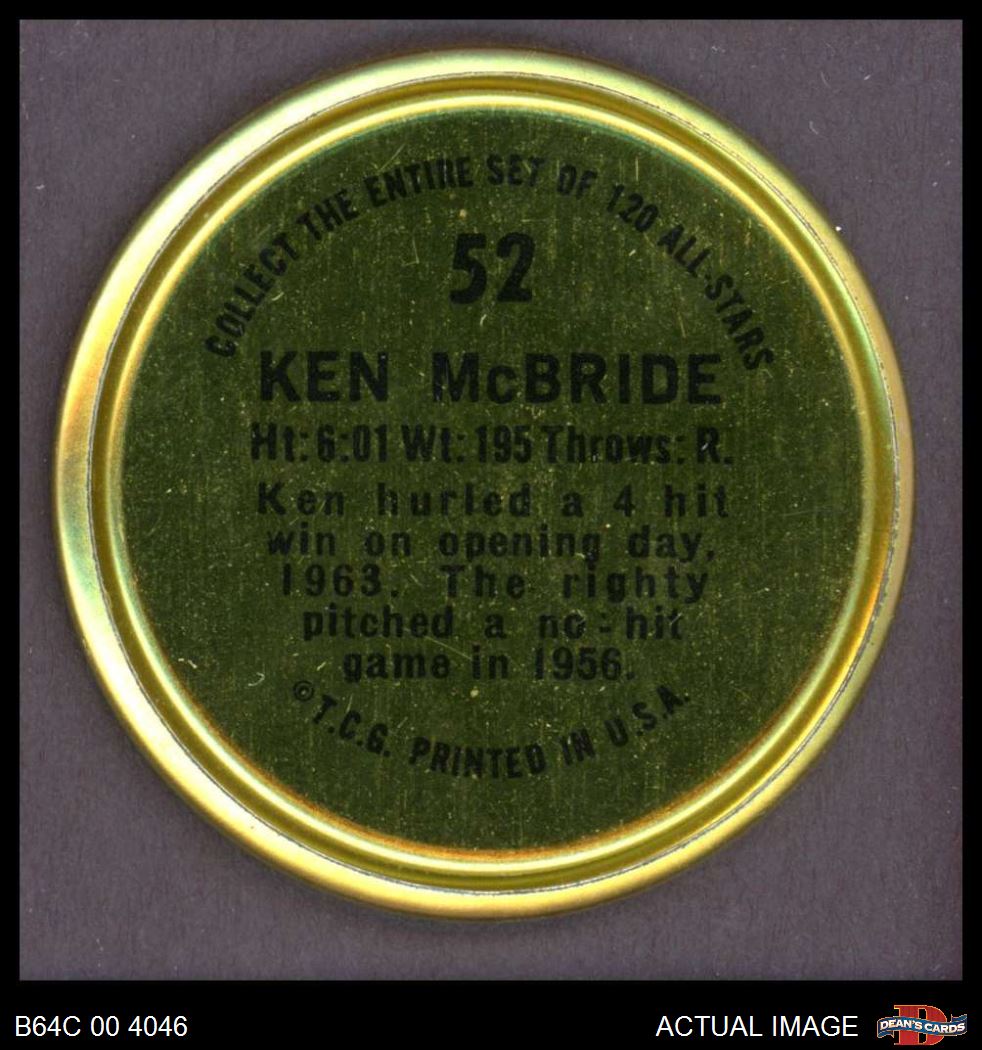 COLLECT THE ENTIRE SET OF 120 ALL-STARS
52
KEN McBRIDE
Ht: 6:01 Wt: 195 Throws: R.
Ken hurled a 4 hit
win on opening day,
1963. The righty
pitched a no-hit
game in 1956.
© T.C.G. PRINTED IN U.S.A.
B64C 00 4046
ACTUAL IMAGE
D
DEAN'S CARDS